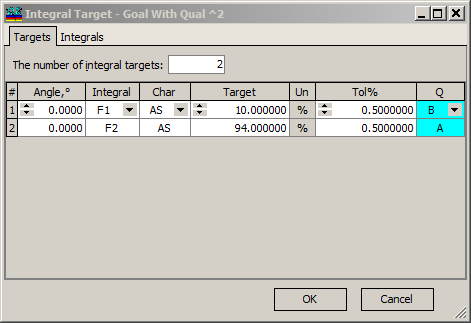 Integral Target - Goal With Qual ^2
Targets Integrals
The number of integral targets: 2
# Angle,° Integral Char Target Un Tol% Q
1 0.0000 F1 AS 10.000000 % 0.5000000 B
2 0.0000 F2 AS 94.000000 % 0.5000000 A
OK Cancel